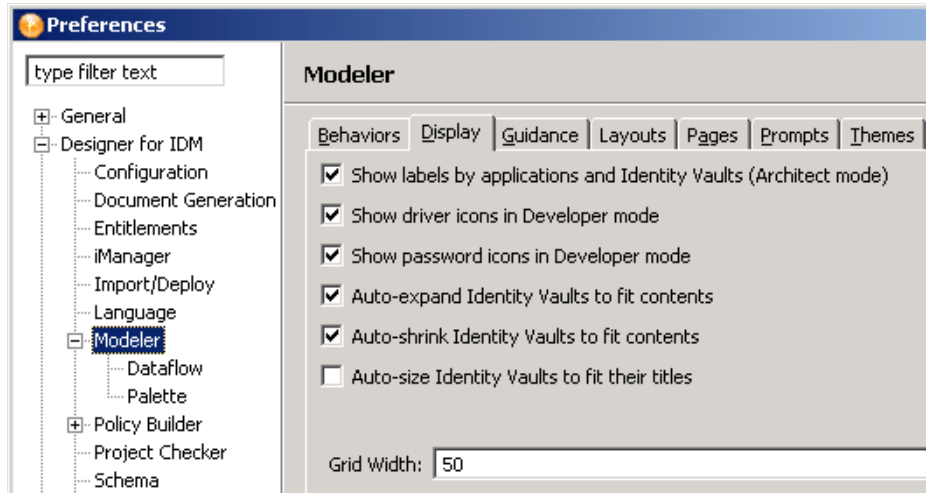 Preferences
type filter text
General
Designer for IDM
Configuration
Document Generation
Entitlements
iManager
Import/Deploy
Language
Modeler
Dataflow
Palette
Policy Builder
Project Checker
Schema
Modeler
Behaviors Display Guidance Layouts Pages Prompts Themes
Show labels by applications and Identity Vaults (Architect mode)
Show driver icons in Developer mode
Show password icons in Developer mode
Auto-expand Identity Vaults to fit contents
Auto-shrink Identity Vaults to fit contents
Auto-size Identity Vaults to fit their titles
Grid Width: 50